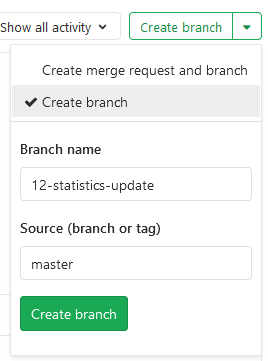 Show all activity Create branch
Create merge request and branch
Create branch
Branch name
12-statistics-update
Source (branch or tag)
master
Create branch